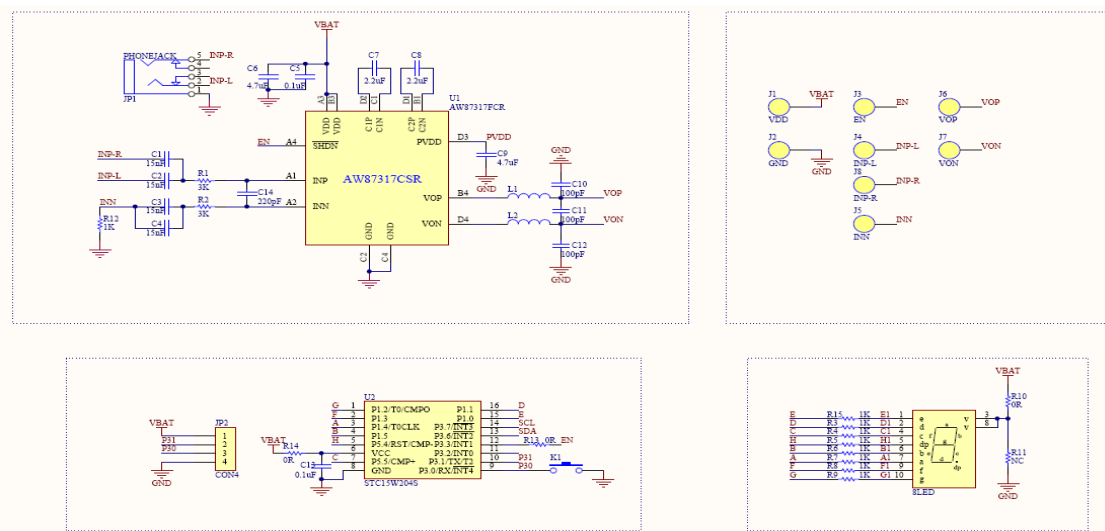 VBAT
PHONEJACK
5 INP-R
4
3
2 INP-L
1
JP1
C6
4.7uF
C5
0.1uF
C7
2.2uF
C8
2.2uF
U1
AW87317FCR
A3 B3 D2 C1 D1 B1
VDD VDD C1P C1N C2P C2N
EN A4 SHDN
PVDD D3 PVDD
C9
4.7uF
GND
INP-R C1
15nF
INP-L C2
15nF
R1
3K
A1 INP
AW87317CSR
C14
220pF
INN C3
15nF
R2
3K
A2 INN
C4
15nF
R12
1K
VOP B4 L1 VOP
VON D4 L2 VON
GND
C10
100pF
C11
100pF
C12
100pF
GND
GND GND
C2 C4
J1
VDD
VBAT
J3
EN
EN
J6
VOP
VOP
J2
GND
GND
J4
INP-L
INP-L
J7
VON
VON
J8
INP-R
INP-R
J5
INN
INN
VBAT
P31
P30
GND
JP2
1
2
3
4
CON4
VBAT
R14
0R
C13
0.1uF
U2
G 1 P1.2/T0/CMPO P1.1 16 D
F 2 P1.3 P1.0 15 E
A 3 P1.4/T0CLK P3.7/INT3 14 SCL
B 4 P1.5 P3.6/INT2 13 SDA
H 5 P5.4/RST/CMP- P3.3/INT1 12 R13 0R EN
6 VCC P3.2/INT0 11
C 7 P5.5/CMP+ P3.1/TX/T2 10 P31
8 GND P3.0/RX/INT4 9 P30
K1
STC15W204S
VBAT
R10
0R
E R15 1K E1 1 e v 3
D R3 1K D1 2 d v 8
C R4 1K C1 4 c
H R5 1K H1 5 dp
B R6 1K B1 6 b
A R7 1K A1 7 a
F R8 1K F1 9 f
G R9 1K G1 10 g
a
f g b
e c
d dp
8LED
R11
NC
GND